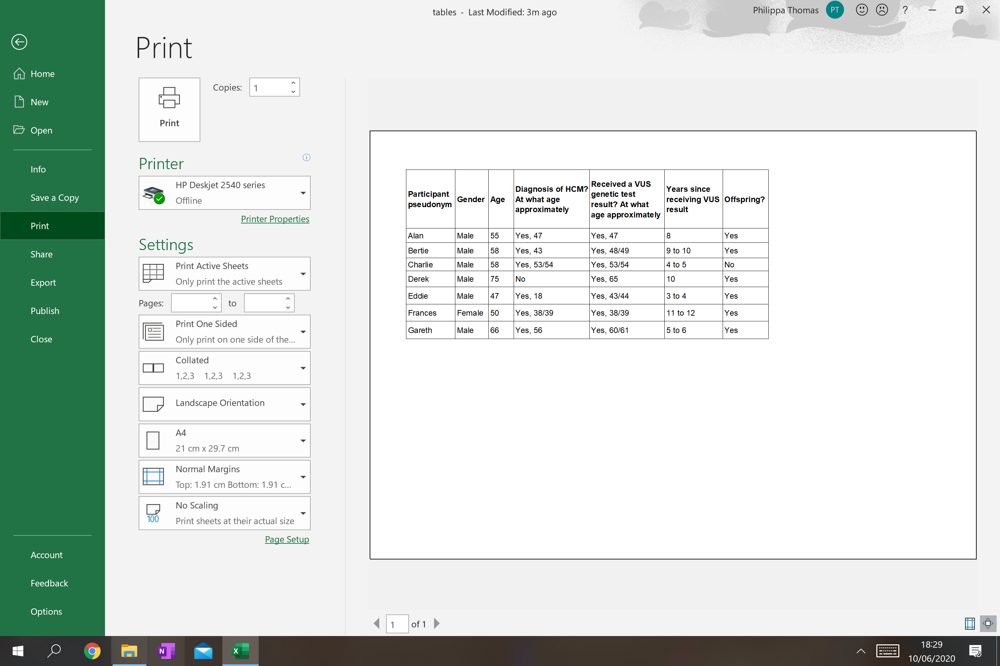 tables - Last Modified: 3m ago
Philippa Thomas
PT
?
Print
Home
New
Open
Info
Save a Copy
Print
Share
Export
Publish
Close
Account
Feedback
Options
Print
Copies: 1
Printer
HP Deskjet 2540 series
Offline
Printer Properties
Settings
Print Active Sheets
Only print the active sheets
Pages: to
Print One Sided
Only print on one side of the...
Collated
1,2,3 1,2,3 1,2,3
Landscape Orientation
A4
21 cm x 29.7 cm
Normal Margins
Top: 1.91 cm Bottom: 1.91 c...
No Scaling
Print sheets at their actual size
100
Page Setup
Participant pseudonym Gender Age Diagnosis of HCM? At what age approximately Received a VUS genetic test result? At what age approximately Years since receiving VUS result Offspring?
Alan Male 55 Yes, 47 Yes, 47 8 Yes
Bertie Male 58 Yes, 43 Yes, 48/49 9 to 10 Yes
Charlie Male 58 Yes, 53/54 Yes, 53/54 4 to 5 No
Derek Male 75 No Yes, 65 10 Yes
Eddie Male 47 Yes, 18 Yes, 43/44 3 to 4 Yes
Frances Female 50 Yes, 38/39 Yes, 38/39 11 to 12 Yes
Gareth Male 66 Yes, 56 Yes, 60/61 5 to 6 Yes
1 of 1
N
X
18:29
10/06/2020